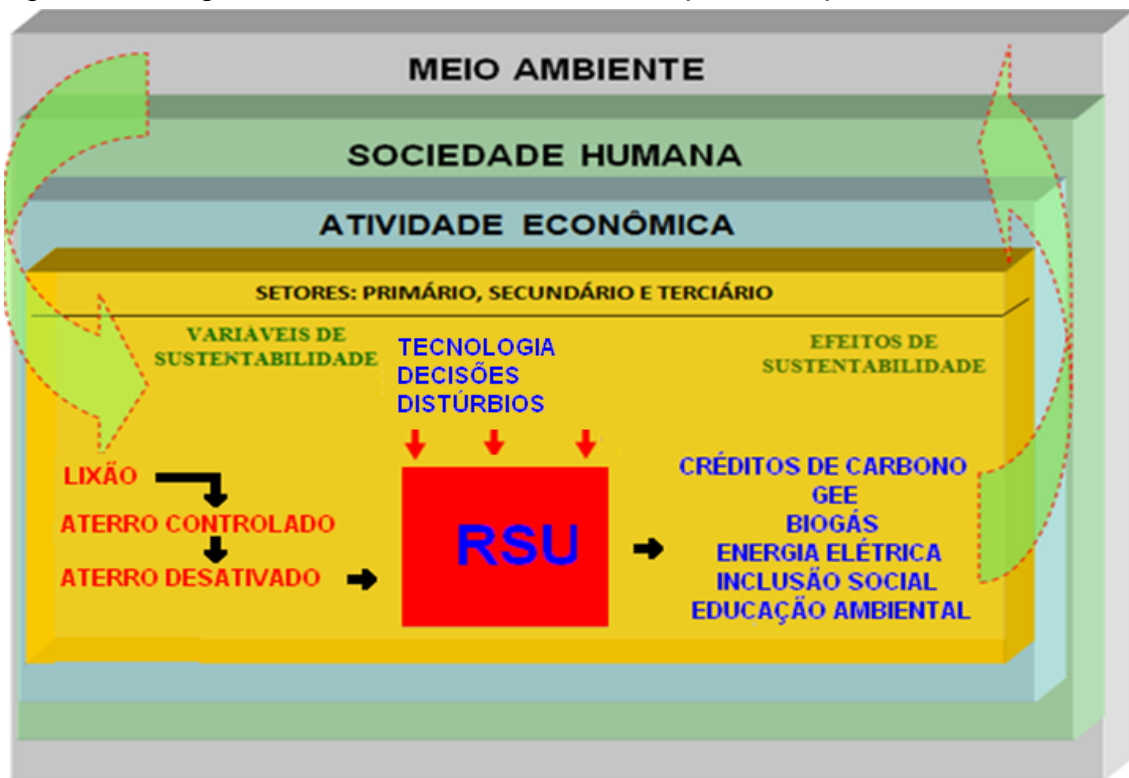 MEIO AMBIENTE
SOCIEDADE HUMANA
ATIVIDADE ECONÔMICA
SETORES: PRIMÁRIO, SECUNDÁRIO E TERCIÁRIO
VARIÁVEIS DE
SUSTENTABILIDADE
TECNOLOGIA
DECISÕES
DISTÚRBIOS
EFEITOS DE
SUSTENTABILIDADE
LIXÃO
ATERRO CONTROLADO
ATERRO DESATIVADO
RSU
CRÉDITOS DE CARBONO
GEE
BIOGÁS
ENERGIA ELÉTRICA
INCLUSÃO SOCIAL
EDUCAÇÃO AMBIENTAL